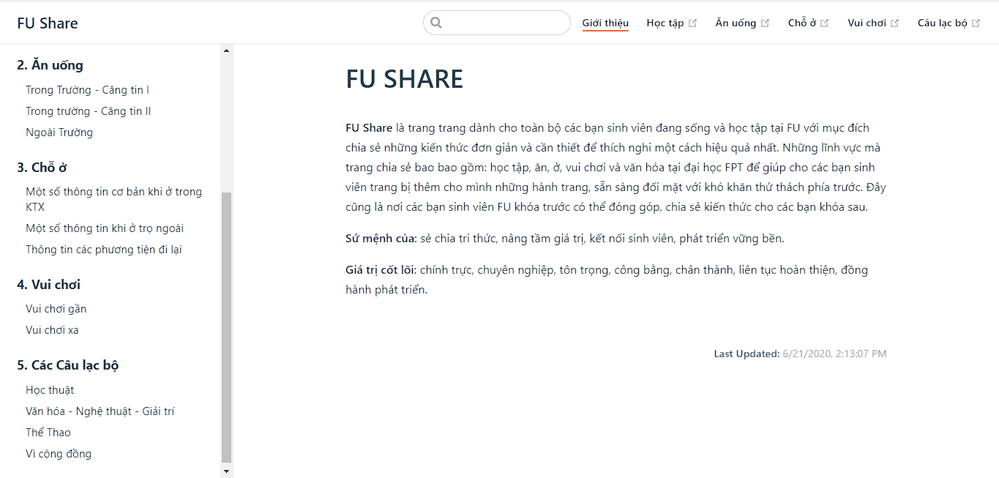 FU Share
Giới thiệu
Học tập
Ăn uống
Chỗ ở
Vui chơi
Câu lạc bộ
2. Ăn uống
Trong Trường - Căng tin I
Trong trường - Căng tin II
Ngoài Trường
3. Chỗ ở
Một số thông tin cơ bản khi ở trong
KTX
Một số thông tin khi ở trọ ngoài
Thông tin các phương tiện đi lại
4. Vui chơi
Vui chơi gần
Vui chơi xa
5. Các Câu lạc bộ
Học thuật
Văn hóa - Nghệ thuật - Giải trí
Thể Thao
Vì cộng đồng
FU SHARE
FU Share là trang trang dành cho toàn bộ các bạn sinh viên đang sống và học tập tại FU với mục đích
chia sẻ những kiến thức đơn giản và cần thiết để thích nghi một cách hiệu quả nhất. Những lĩnh vực mà
trang chia sẻ bao bao gồm: học tập, ăn, ở, vui chơi và văn hóa tại đại học FPT để giúp cho các bạn sinh
viên trang bị thêm cho mình những hành trang, sẵn sàng đối mặt với khó khăn thử thách phía trước. Đây
cũng là nơi các bạn sinh viên FU khóa trước có thể đóng góp, chia sẻ kiến thức cho các bạn khóa sau.
Sứ mệnh của: sẻ chia tri thức, nâng tầm giá trị, kết nối sinh viên, phát triển vững bền.
Giá trị cốt lõi: chính trực, chuyên nghiệp, tôn trọng, công bằng, chân thành, liên tục hoàn thiện, đồng
hành phát triển.
Last Updated: 6/21/2020, 2:13:07 PM